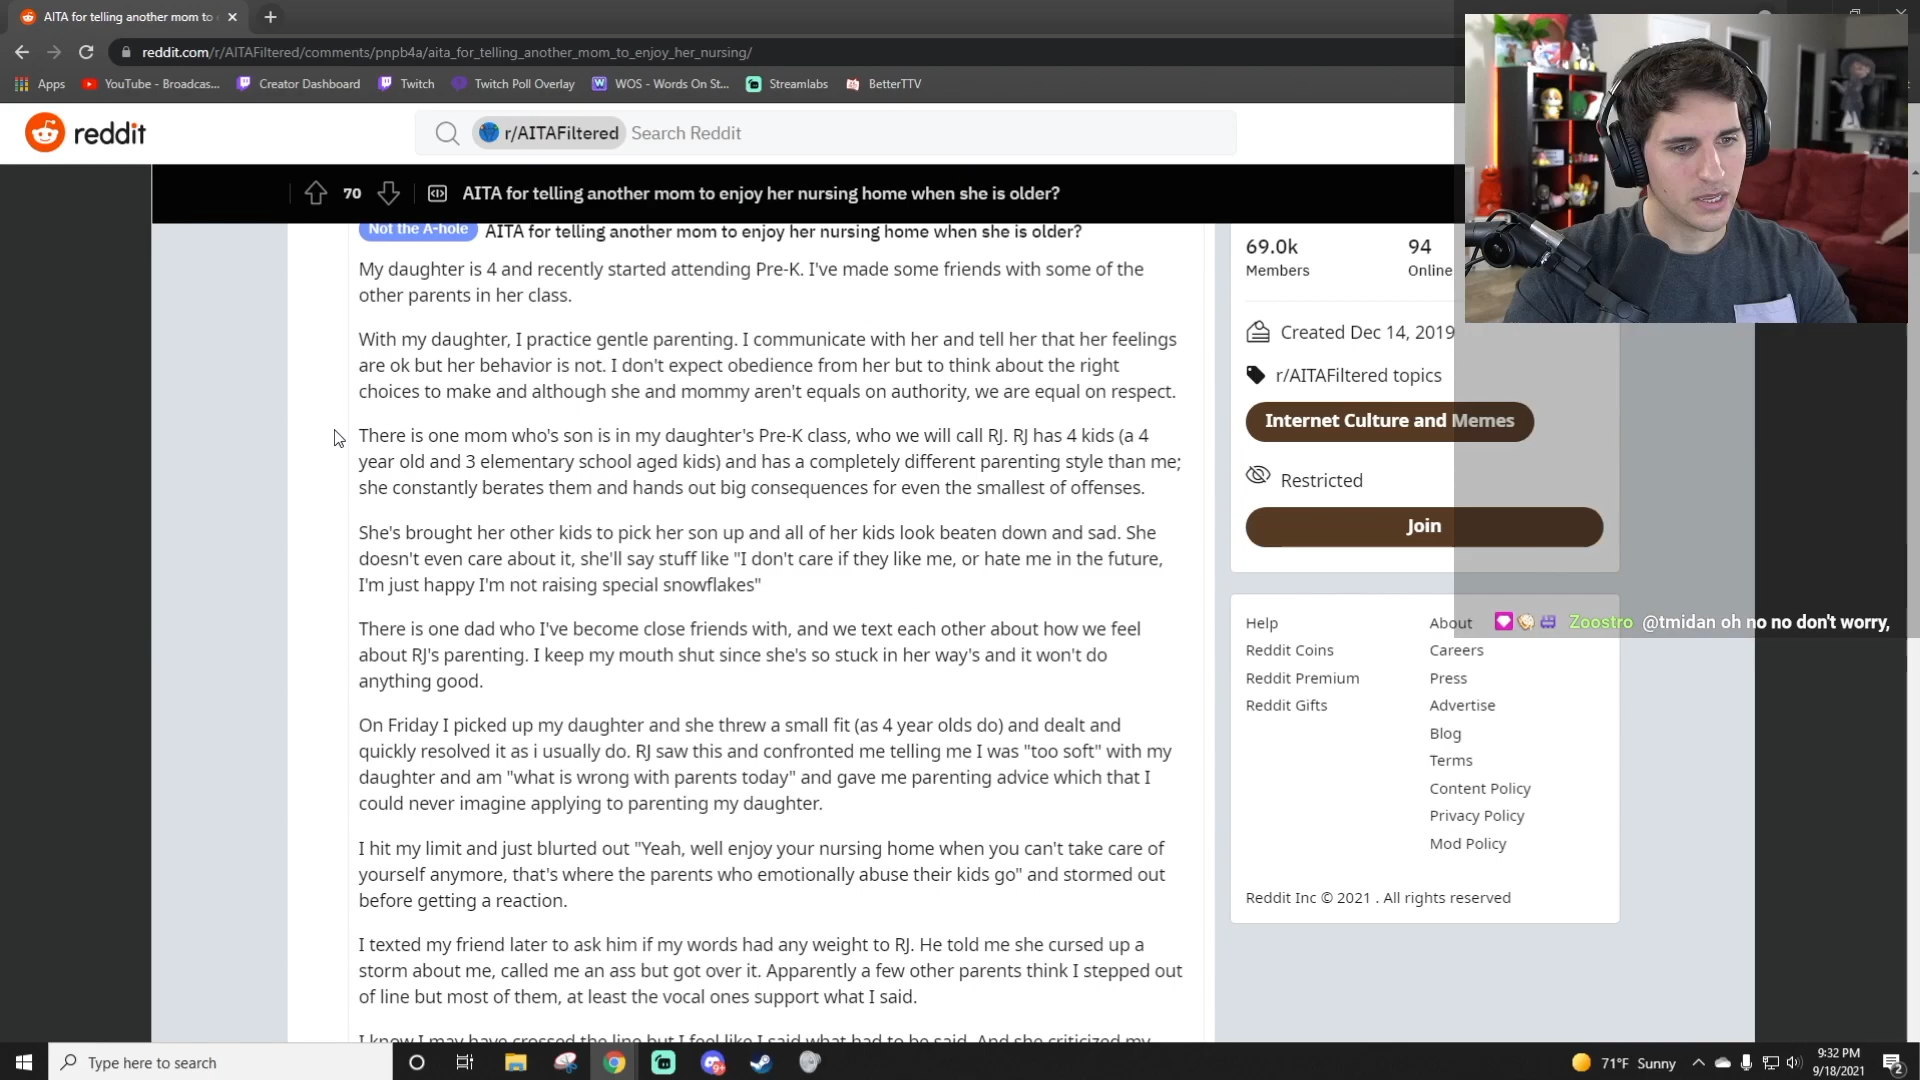 AITA for telling another mom to
reddit.com/r/AITAFiltered/comments/pnpb4a/aita_for_telling_another_mom_to_enjoy_her_nursing/
Apps YouTube - Broadcas... Creator Dashboard Twitch Twitch Poll Overlay WOS - Words On St... Streamlabs BetterTTV
reddit r/AITAFiltered Search Reddit
70 AITA for telling another mom to enjoy her nursing home when she is older?
Not the A-hole AITA for telling another mom to enjoy her nursing home when she is older?
My daughter is 4 and recently started attending Pre-K. I've made some friends with some of the
other parents in her class.
With my daughter, I practice gentle parenting. I communicate with her and tell her that her feelings
are ok but her behavior is not. I don't expect obedience from her but to think about the right
choices to make and although she and mommy aren't equals on authority, we are equal on respect.
There is one mom who's son is in my daughter's Pre-K class, who we will call RJ. RJ has 4 kids (a 4
year old and 3 elementary school aged kids) and has a completely different parenting style than me;
she constantly berates them and hands out big consequences for even the smallest of offenses.
She's brought her other kids to pick her son up and all of her kids look beaten down and sad. She
doesn't even care about it, she'll say stuff like "I don't care if they like me, or hate me in the future,
I'm just happy I'm not raising special snowflakes"
There is one dad who I've become close friends with, and we text each other about how we feel
about RJ's parenting. I keep my mouth shut since she's so stuck in her way's and it won't do
anything good.
On Friday I picked up my daughter and she threw a small fit (as 4 year olds do) and dealt and
quickly resolved it as i usually do. RJ saw this and confronted me telling me I was "too soft" with my
daughter and am "what is wrong with parents today" and gave me parenting advice which that I
could never imagine applying to parenting my daughter.
I hit my limit and just blurted out "Yeah, well enjoy your nursing home when you can't take care of
yourself anymore, that's where the parents who emotionally abuse their kids go" and stormed out
before getting a reaction.
I texted my friend later to ask him if my words had any weight to RJ. He told me she cursed up a
storm about me, called me an ass but got over it. Apparently a few other parents think I stepped out
of line but most of them, at least the vocal ones support what I said.
I know I may have crossed the line but I feel like I said what had to be said. And she criticized my
69.0k 94
Members Online
Created Dec 14, 2019
r/AITAFiltered topics
Internet Culture and Memes
Restricted
Join
Zoostro @tmidan oh no no don't worry,
Help About
Reddit Coins Careers
Reddit Premium Press
Reddit Gifts Advertise
Blog
Terms
Content Policy
Privacy Policy
Mod Policy
Reddit Inc © 2021 . All rights reserved
Type here to search
71°F Sunny
9:32 PM
9/18/2021
2